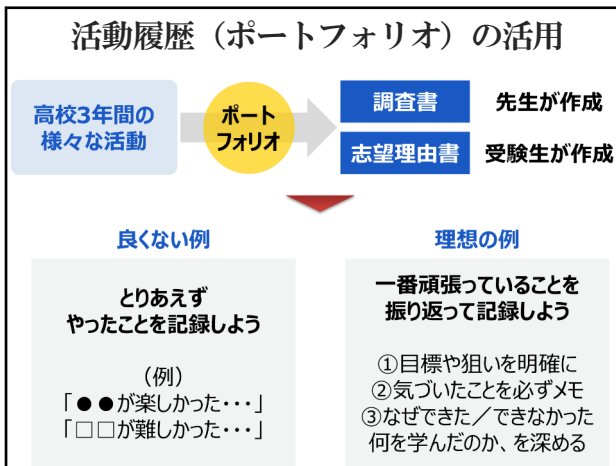 活動履歴（ポートフォリオ）の活用
高校3年間の
様々な活動
ポート
フォリオ
調査書
先生が作成
志望理由書
受験生が作成
良くない例
とりあえず
やったことを記録しよう
（例）
「●●が楽しかった・・・」
「□□が難しかった・・・」
理想の例
一番頑張っていることを
振り返って記録しよう
①目標や狙いを明確に
②気づいたことを必ずメモ
③なぜできた／できなかった
何を学んだのか、を深める